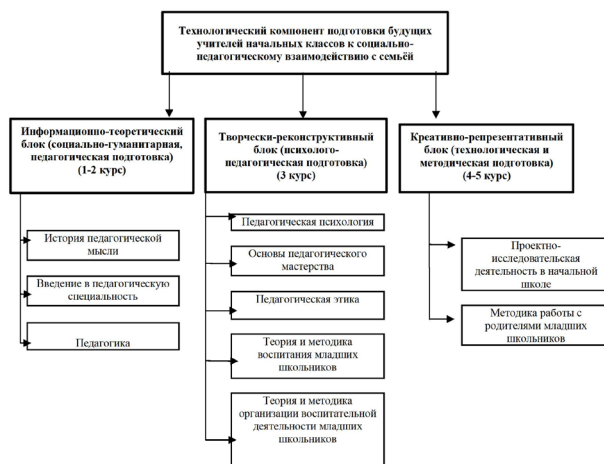 Технологический компонент подготовки будущих
учителей начальных классов к социально-
педагогическому взаимодействию с семьёй
Информационно-теоретический
блок (социально-гуманитарная,
педагогическая подготовка)
(1-2 курс)
История педагогической
мысли
Введение в педагогическую
специальность
Педагогика
Творчески-реконструктивный
блок (психолого-
педагогическая подготовка)
(3 курс)
Педагогическая психология
Основы педагогического
мастерства
Педагогическая этика
Теория и методика
воспитания младших
школьников
Теория и методика
организации воспитательной
деятельности младших
школьников
Креативно-репрезентативный
блок (технологическая и
методическая подготовка)
(4-5 курс)
Проектно-
исследовательская
деятельность в начальной
школе
Методика работы с
родителями младших
школьников